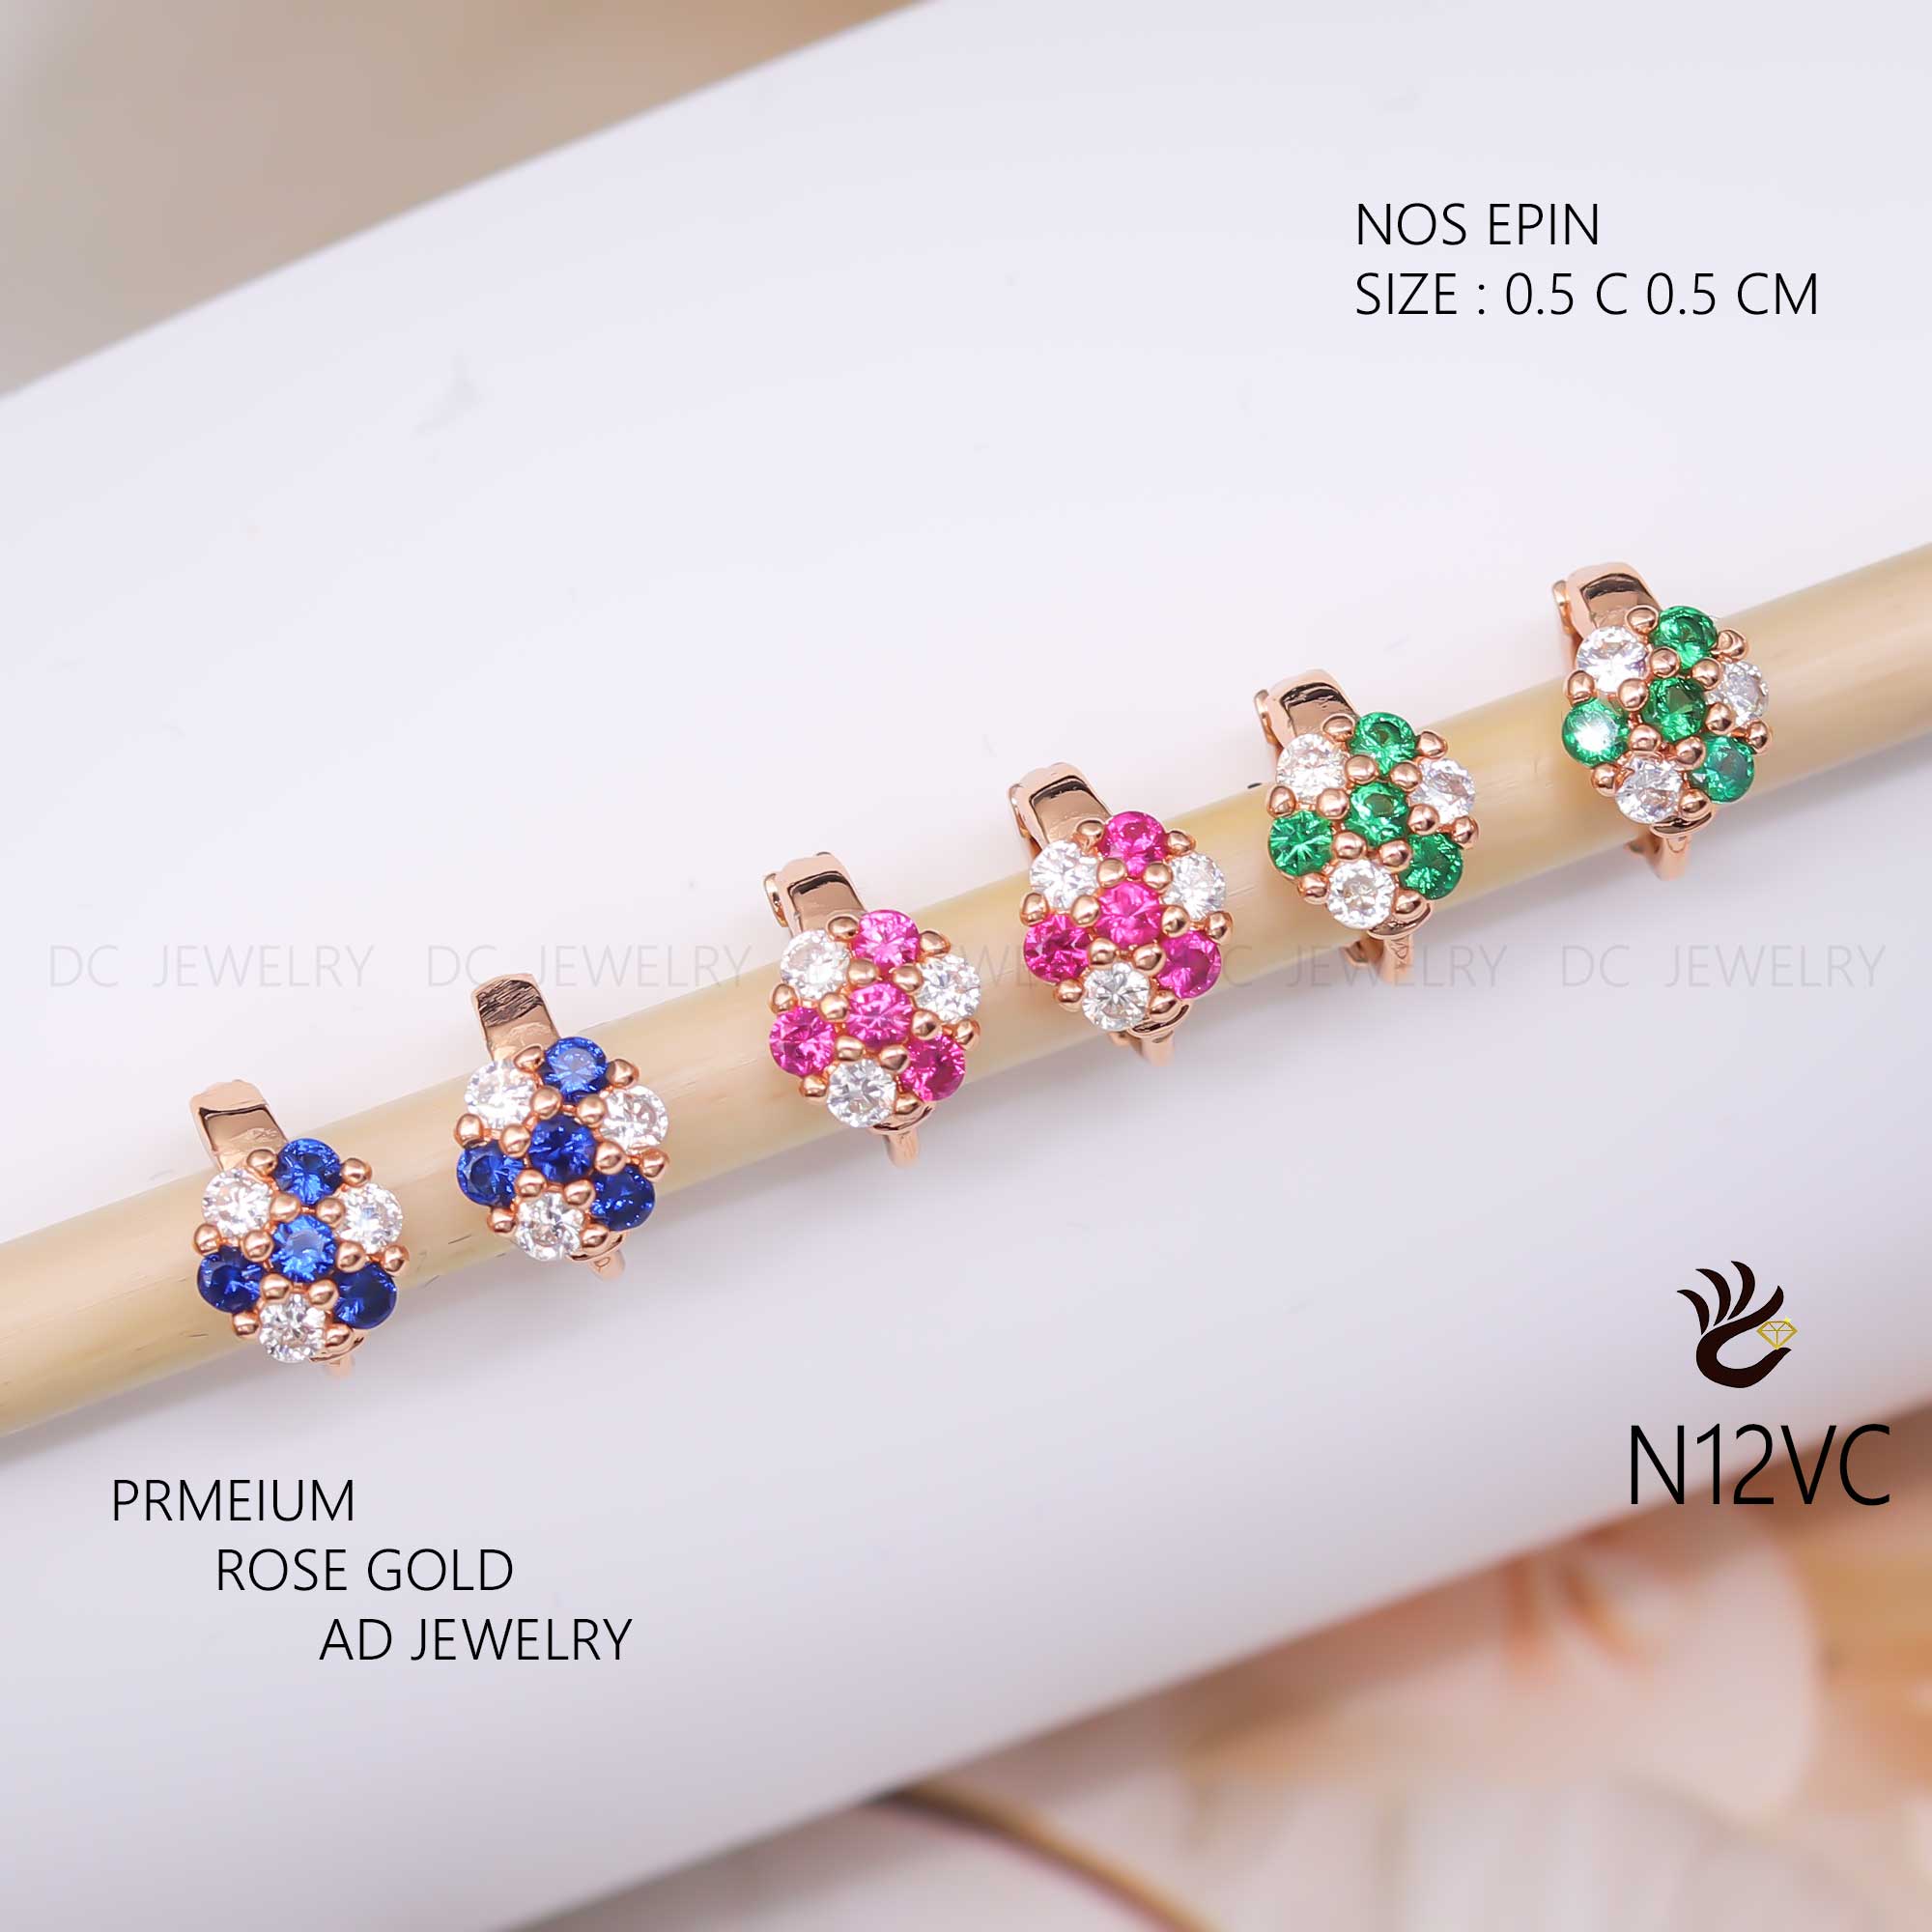 NOS EPIN
SIZE : 0.5 C 0.5 CM
DC JEWELRY DC JEWELRY JEWELRY DC JEWELRY
N12VC
PRMEIUM
ROSE GOLD
AD JEWELRY